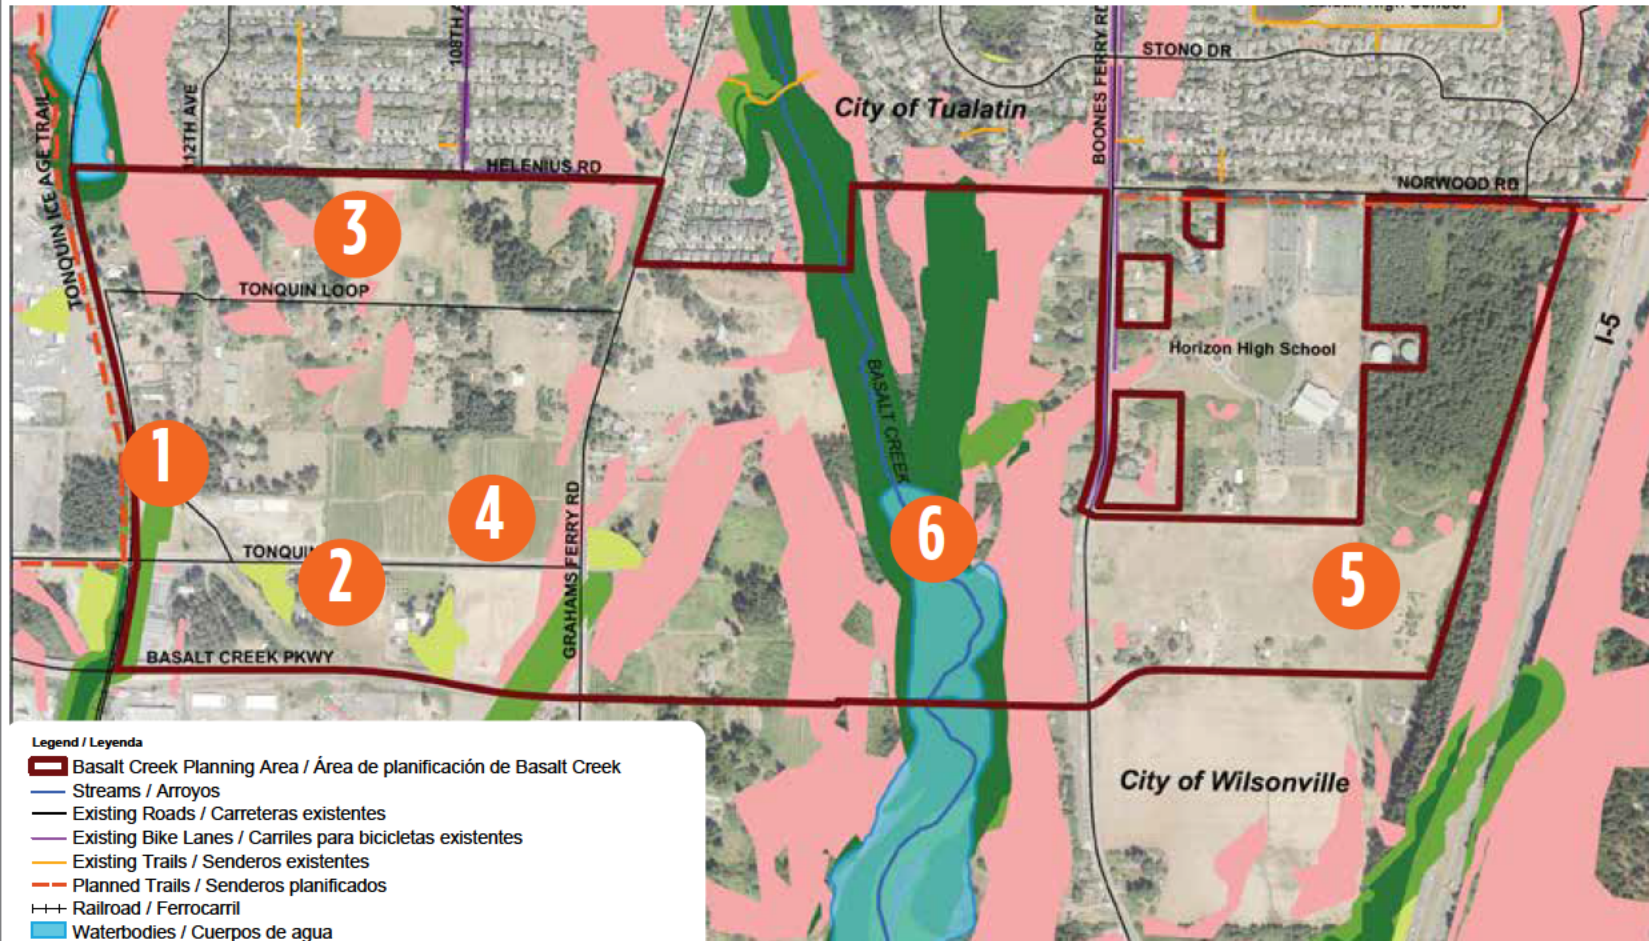 108TH A
BOONES FERRY RD
STONO DR
City of Tualatin
112TH AVE
TONQUIN ICE AGE TRAIL
HELENIUS RD
NORWOOD RD
3
TONQUIN LOOP
I-5
Horizon High School
BASALT CREEK
1
4
6
GRAHAMS FERRY RD
TONQUIN
2
5
BASALT CREEK PKWY
City of Wilsonville
Legend / Leyenda
Basalt Creek Planning Area / Área de planificación de Basalt Creek
Streams / Arroyos
Existing Roads / Carreteras existentes
Existing Bike Lanes / Carriles para bicicletas existentes
Existing Trails / Senderos existentes
Planned Trails / Senderos planificados
Railroad / Ferrocarril
Waterbodies / Cuerpos de agua